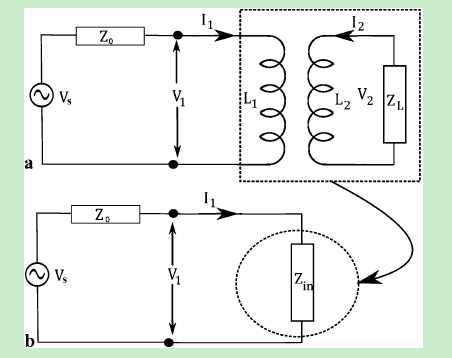 Z₀ I₁ I₂
Vₛ V₁ L₁ L₂ V₂ Z_L
a
Z₀ I₁
Vₛ V₁ Z_in
b